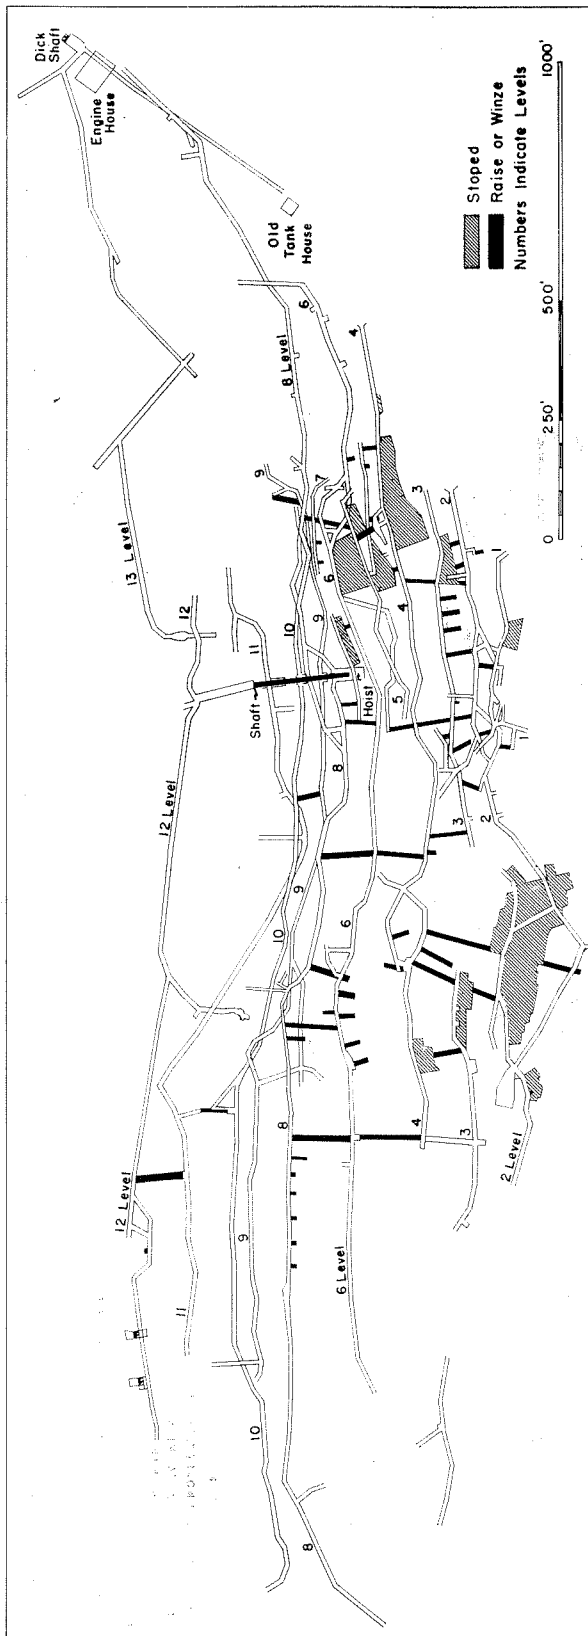 Dick
Shaft
Engine
House
13 Level
12 Level
12 Level
12
11
11
9
10
Shaft
9
Old
Tank
House
8
10
8 Level
10
9
8
6
9
7
6
8
6 Level
6
4
Hoist
5
4
4
3
2
3
3
2
1
1
2 Level
Stoped
Raise or Winze
Numbers Indicate Levels
0 250' 500' 1000'